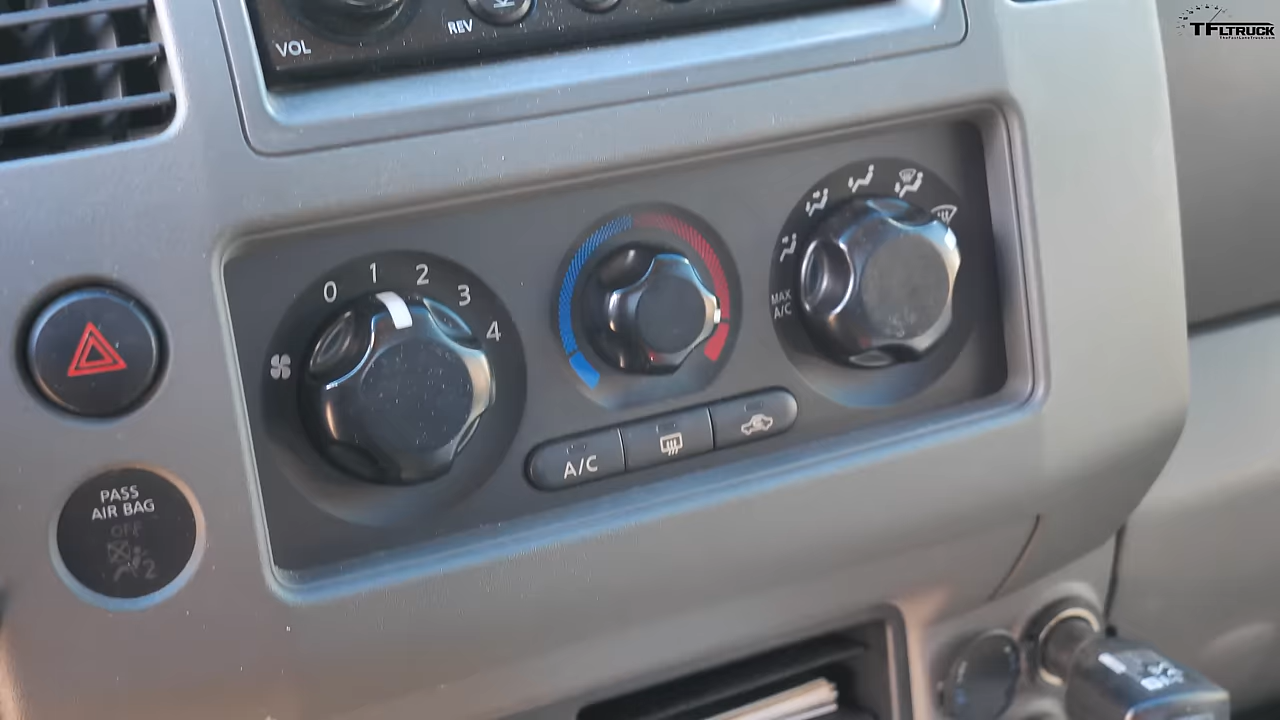 TFLTRUCK
VOL
REV
0
1
2
3
4
MAX
A/C
A/C
PASS
AIR BAG
OFF
2